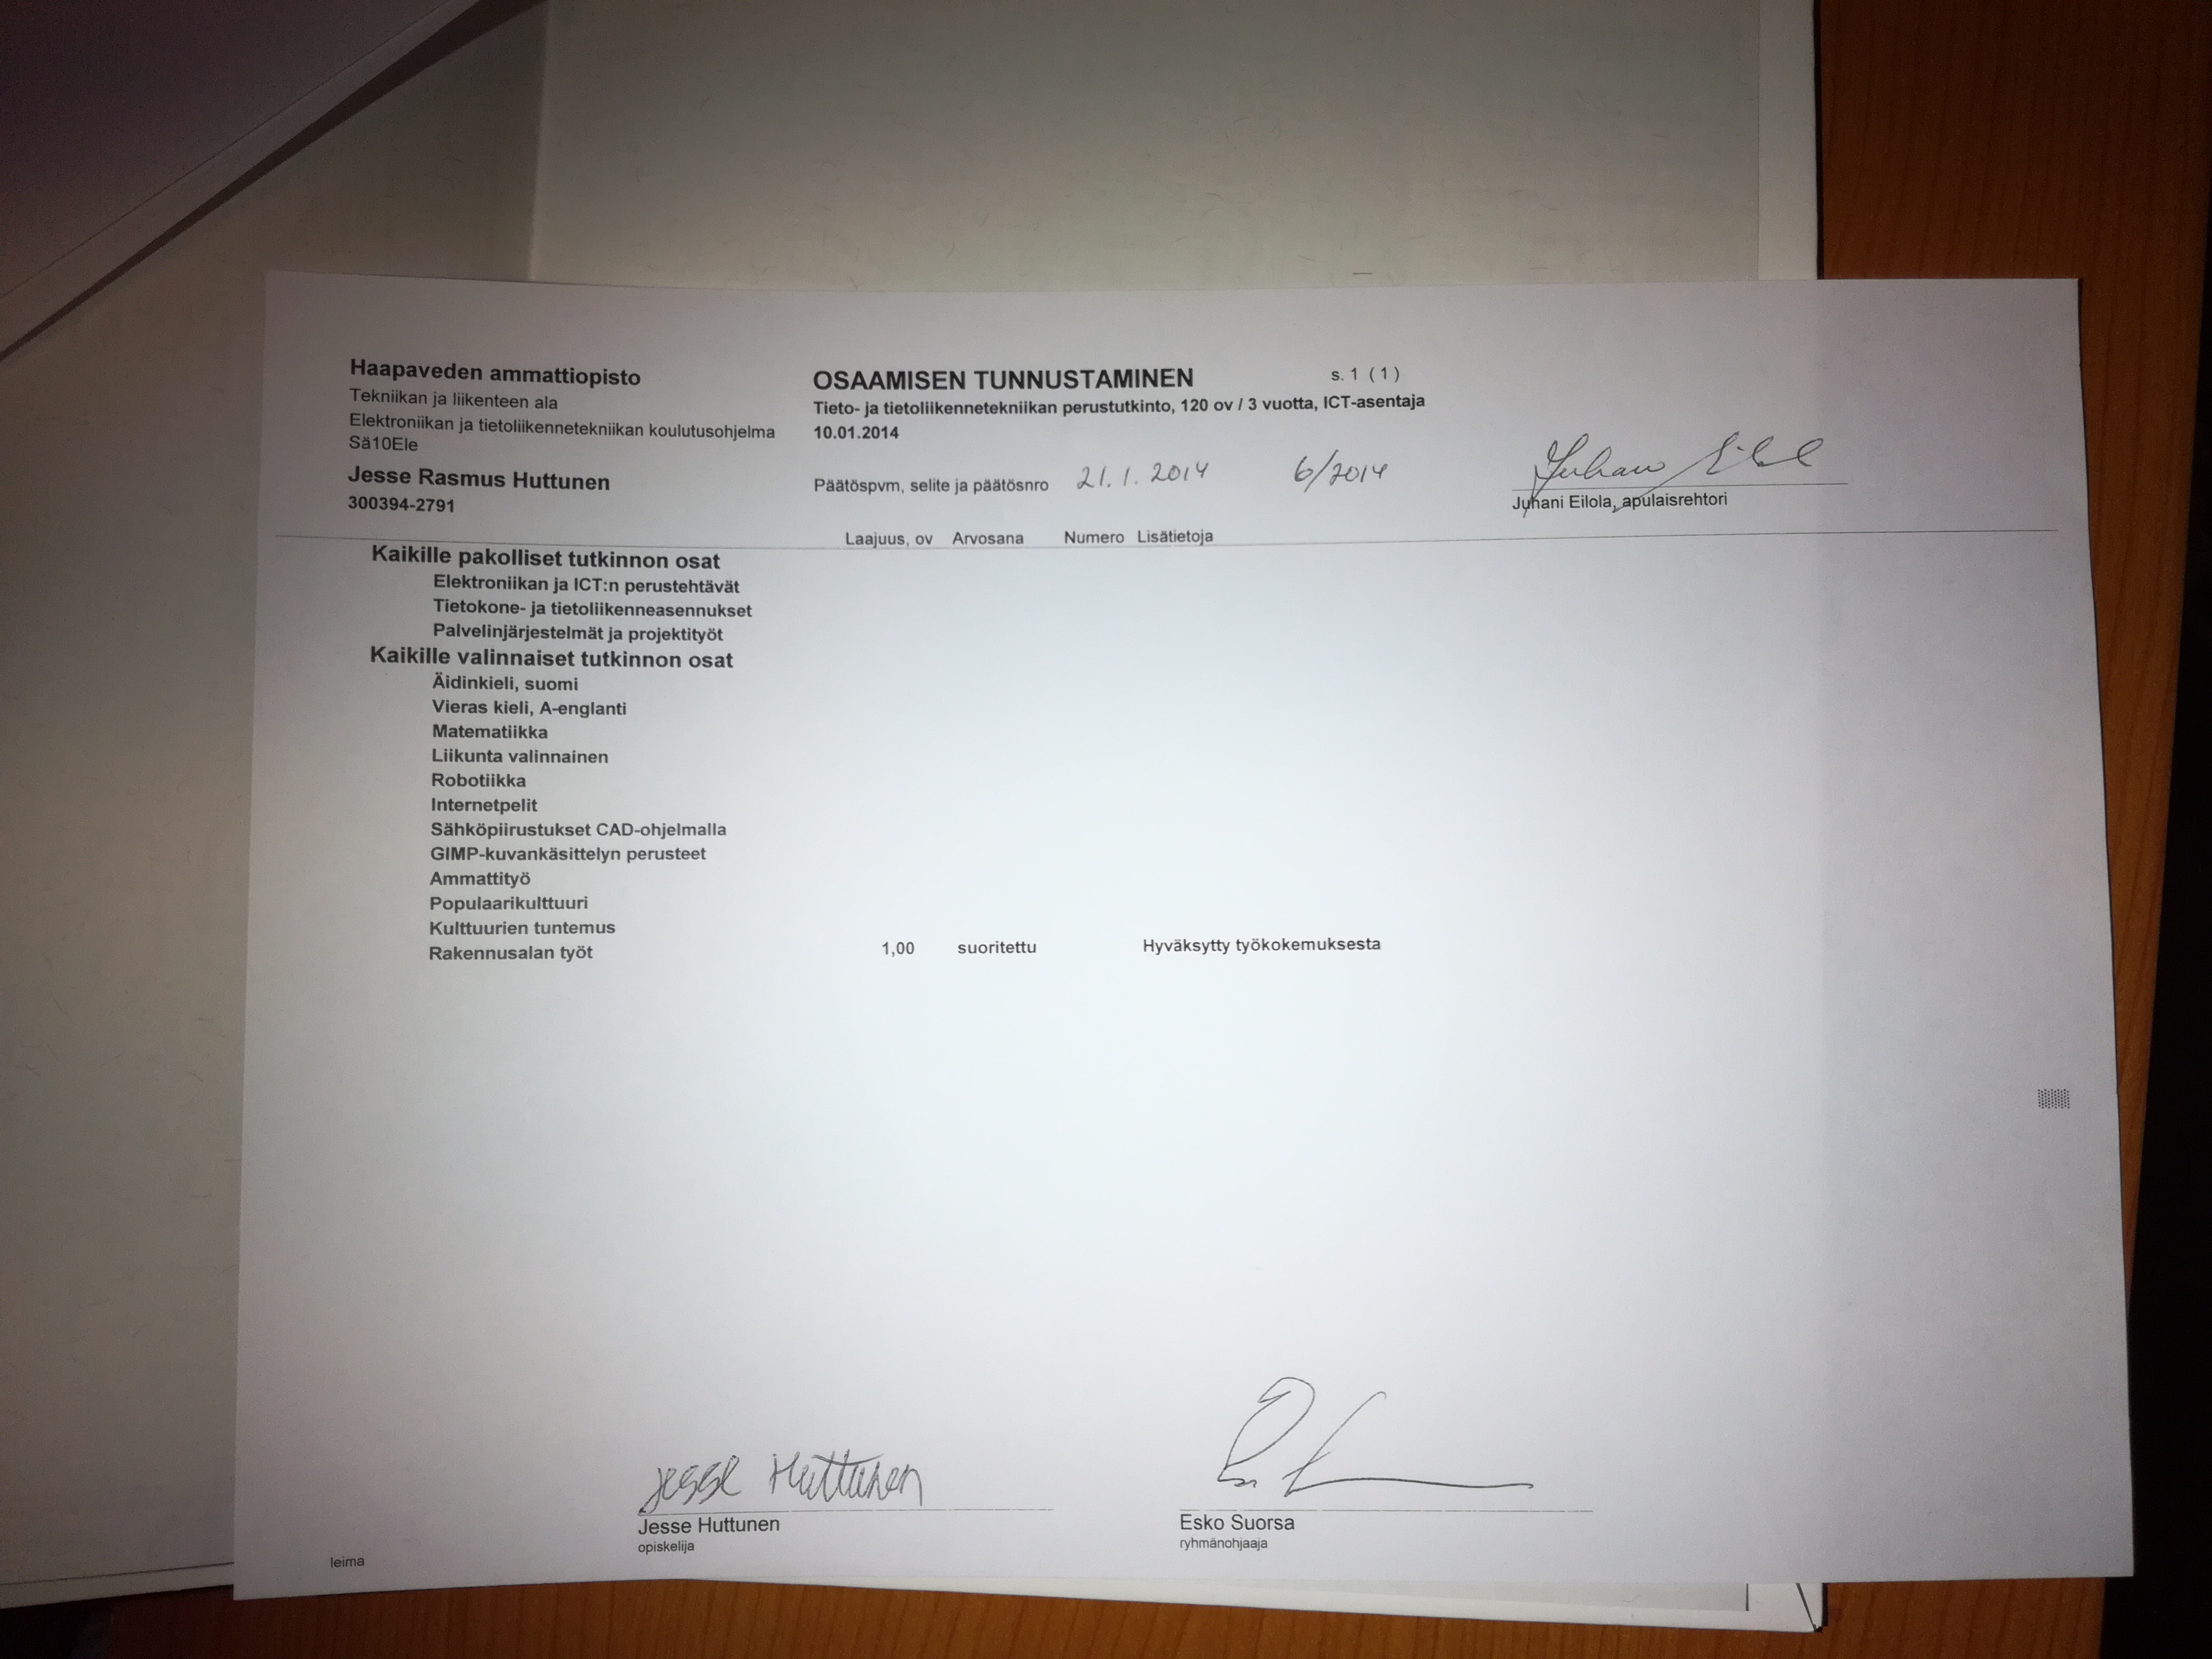 Haapaveden ammattiopisto
Tekniikan ja liikenteen ala
Elektroniikan ja tietoliikennetekniikan koulutusohjelma
Sä10Ele
Jesse Rasmus Huttunen
300394-2791
OSAAMISEN TUNNUSTAMINEN
s. 1 (1)
Tieto- ja tietoliikennetekniikan perustutkinto, 120 ov / 3 vuotta, ICT-asentaja
10.01.2014
Päätöspvm, selite ja päätösnro 21.1.2014 6/2014
Juhani Eilola, apulaisrehtori
Laajuus, ov Arvosana Numero Lisätietoja
Kaikille pakolliset tutkinnon osat
Elektroniikan ja ICT:n perustehtävät
Tietokone- ja tietoliikenneasennukset
Palvelinjärjestelmät ja projektityöt
Kaikille valinnaiset tutkinnon osat
Äidinkieli, suomi
Vieras kieli, A-englanti
Matematiikka
Liikunta valinnainen
Robotiikka
Internetpelit
Sähköpiirustukset CAD-ohjelmalla
GIMP-kuvankäsittelyn perusteet
Ammattityö
Populaarikulttuuri
Kulttuurien tuntemus
Rakennusalan työt 1,00 suoritettu Hyväksytty työkokemuksesta
Jesse Huttunen
Jesse Huttunen
opiskelija
Esko Suorsa
ryhmänohjaaja
leima